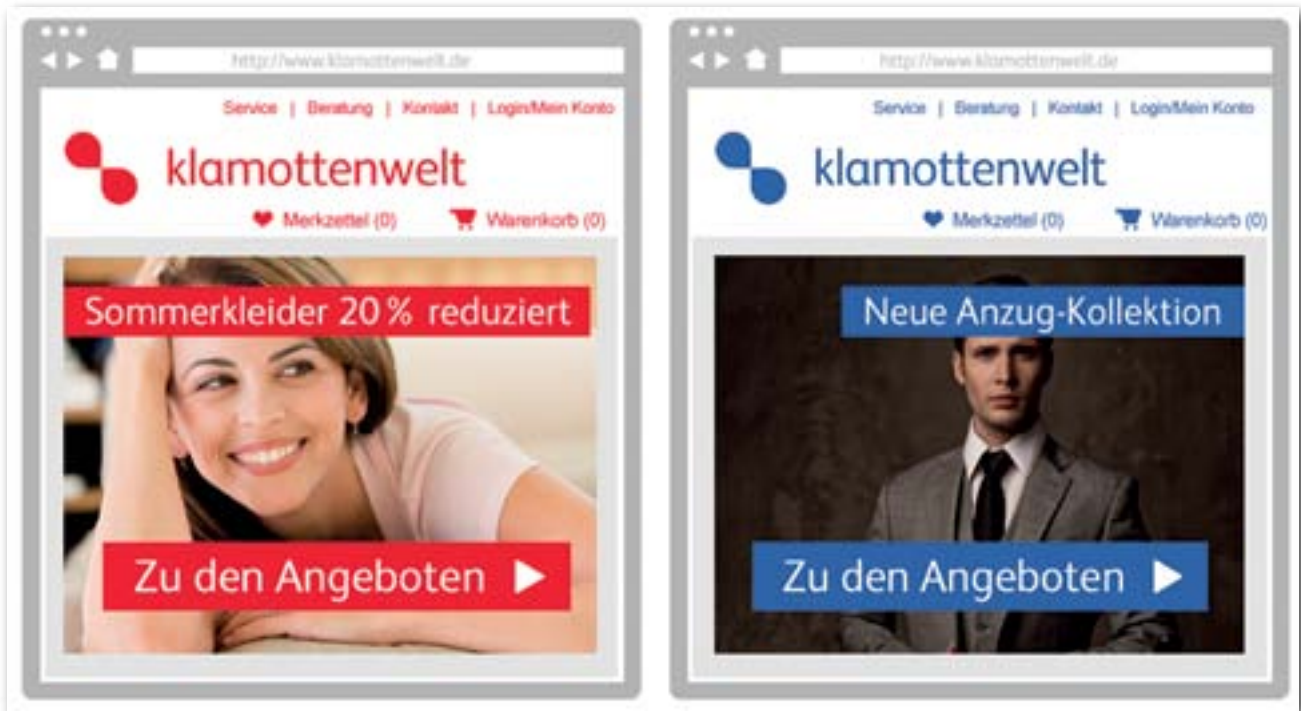 http://www.klamottenwelt.de
Service | Beratung | Kontakt | Login/Mein Konto
klamottenwelt
Merkzettel (0) Warenkorb (0)
Sommerkleider 20 % reduziert
Zu den Angeboten
http://www.klamottenwelt.de
Service | Beratung | Kontakt | Login/Mein Konto
klamottenwelt
Merkzettel (0) Warenkorb (0)
Neue Anzug-Kollektion
Zu den Angeboten